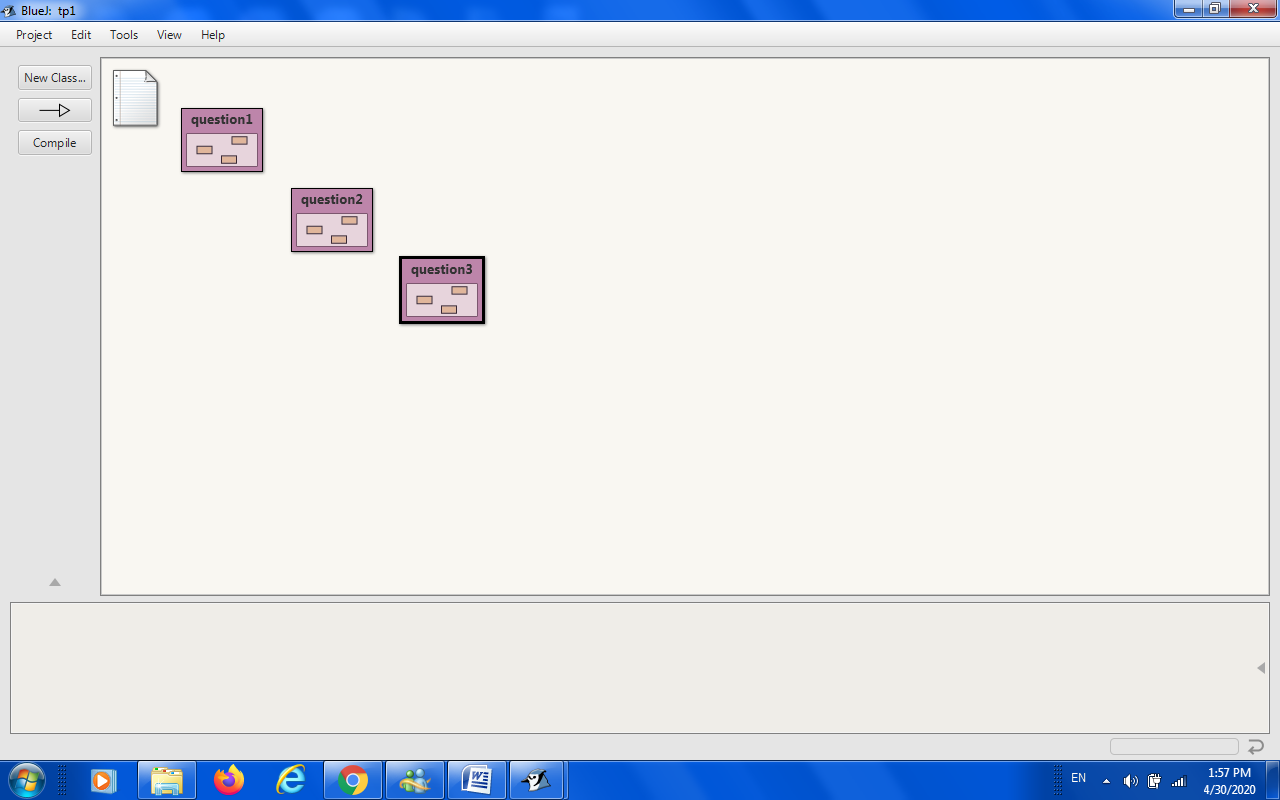 BlueJ: tp1
Project Edit Tools View Help
New Class...
Compile
question1
question2
question3
EN
1:57 PM
4/30/2020